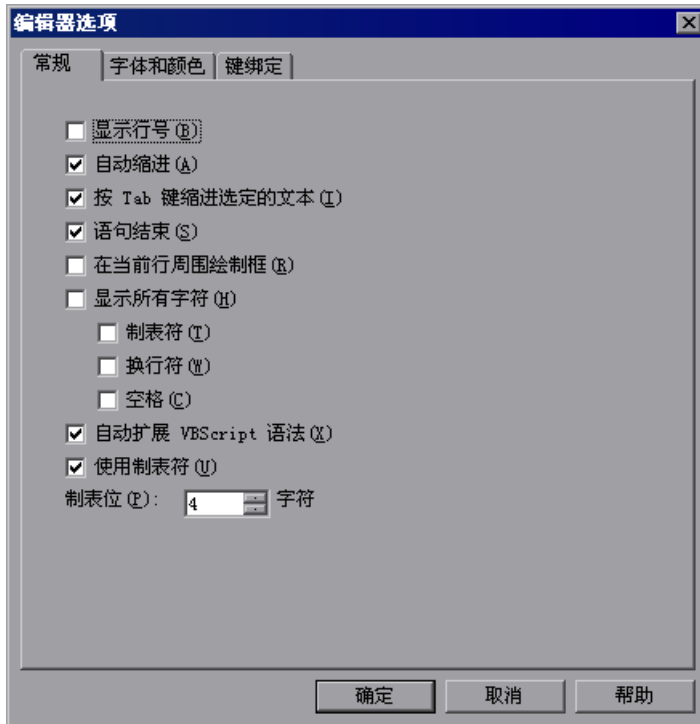 编辑器选项
常规 字体和颜色 键绑定
显示行号(B)
自动缩进(A)
按 Tab 键缩进选定的文本(I)
语句结束(S)
在当前行周围绘制框(R)
显示所有字符(H)
制表符(T)
换行符(W)
空格(C)
自动扩展 VBScript 语法(X)
使用制表符(U)
制表位(P): 4 字符
确定 取消 帮助